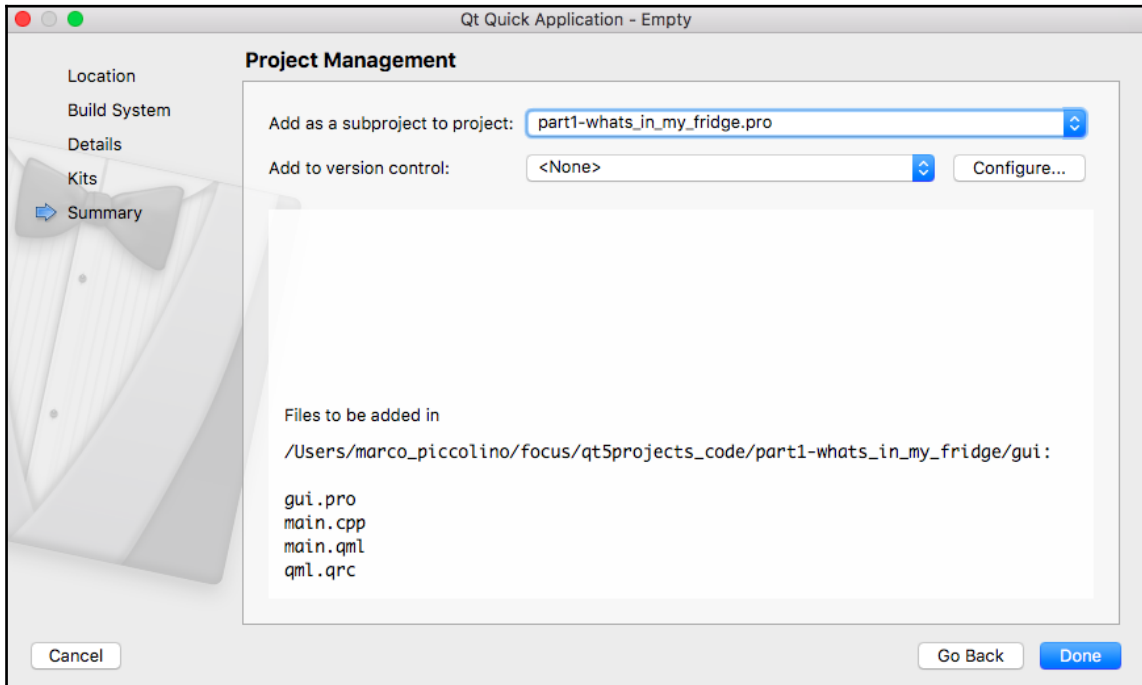 Qt Quick Application - Empty
Location
Build System
Details
Kits
Summary
Project Management
Add as a subproject to project: part1-whats_in_my_fridge.pro
Add to version control: <None> Configure...
Files to be added in
/Users/marco_piccolino/focus/qt5projects_code/part1-whats_in_my_fridge/gui:
gui.pro
main.cpp
main.qml
qml.qrc
Cancel Go Back Done